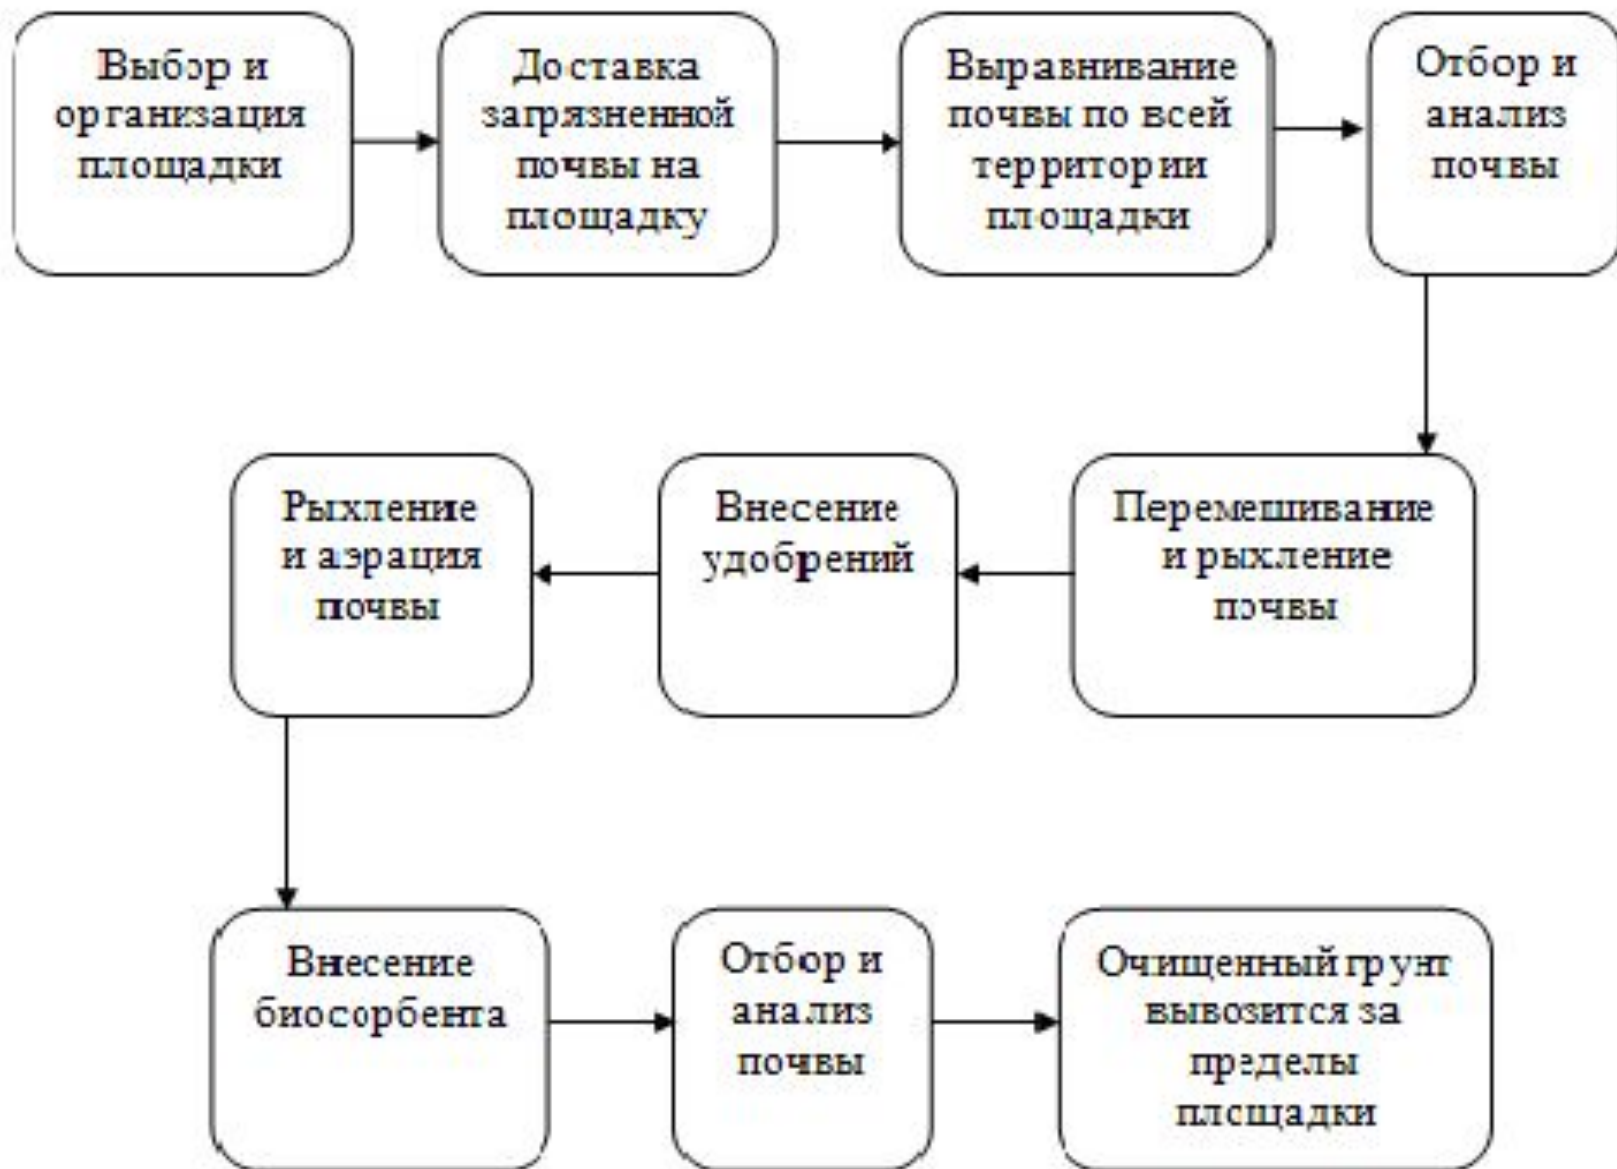 Выбор и
организация
площадки
Доставка
загрязненной
почвы на
площадку
Выравнивание
почвы по всей
территории
площадки
Отбор и
анализ
почвы
Перемешивание
и рыхление
почвы
Внесение
удобрений
Рыхление
и аэрация
почвы
Внесение
биосорбента
Отбор и
анализ
почвы
Очищенный грунт
вывозится за
пределы
площадки